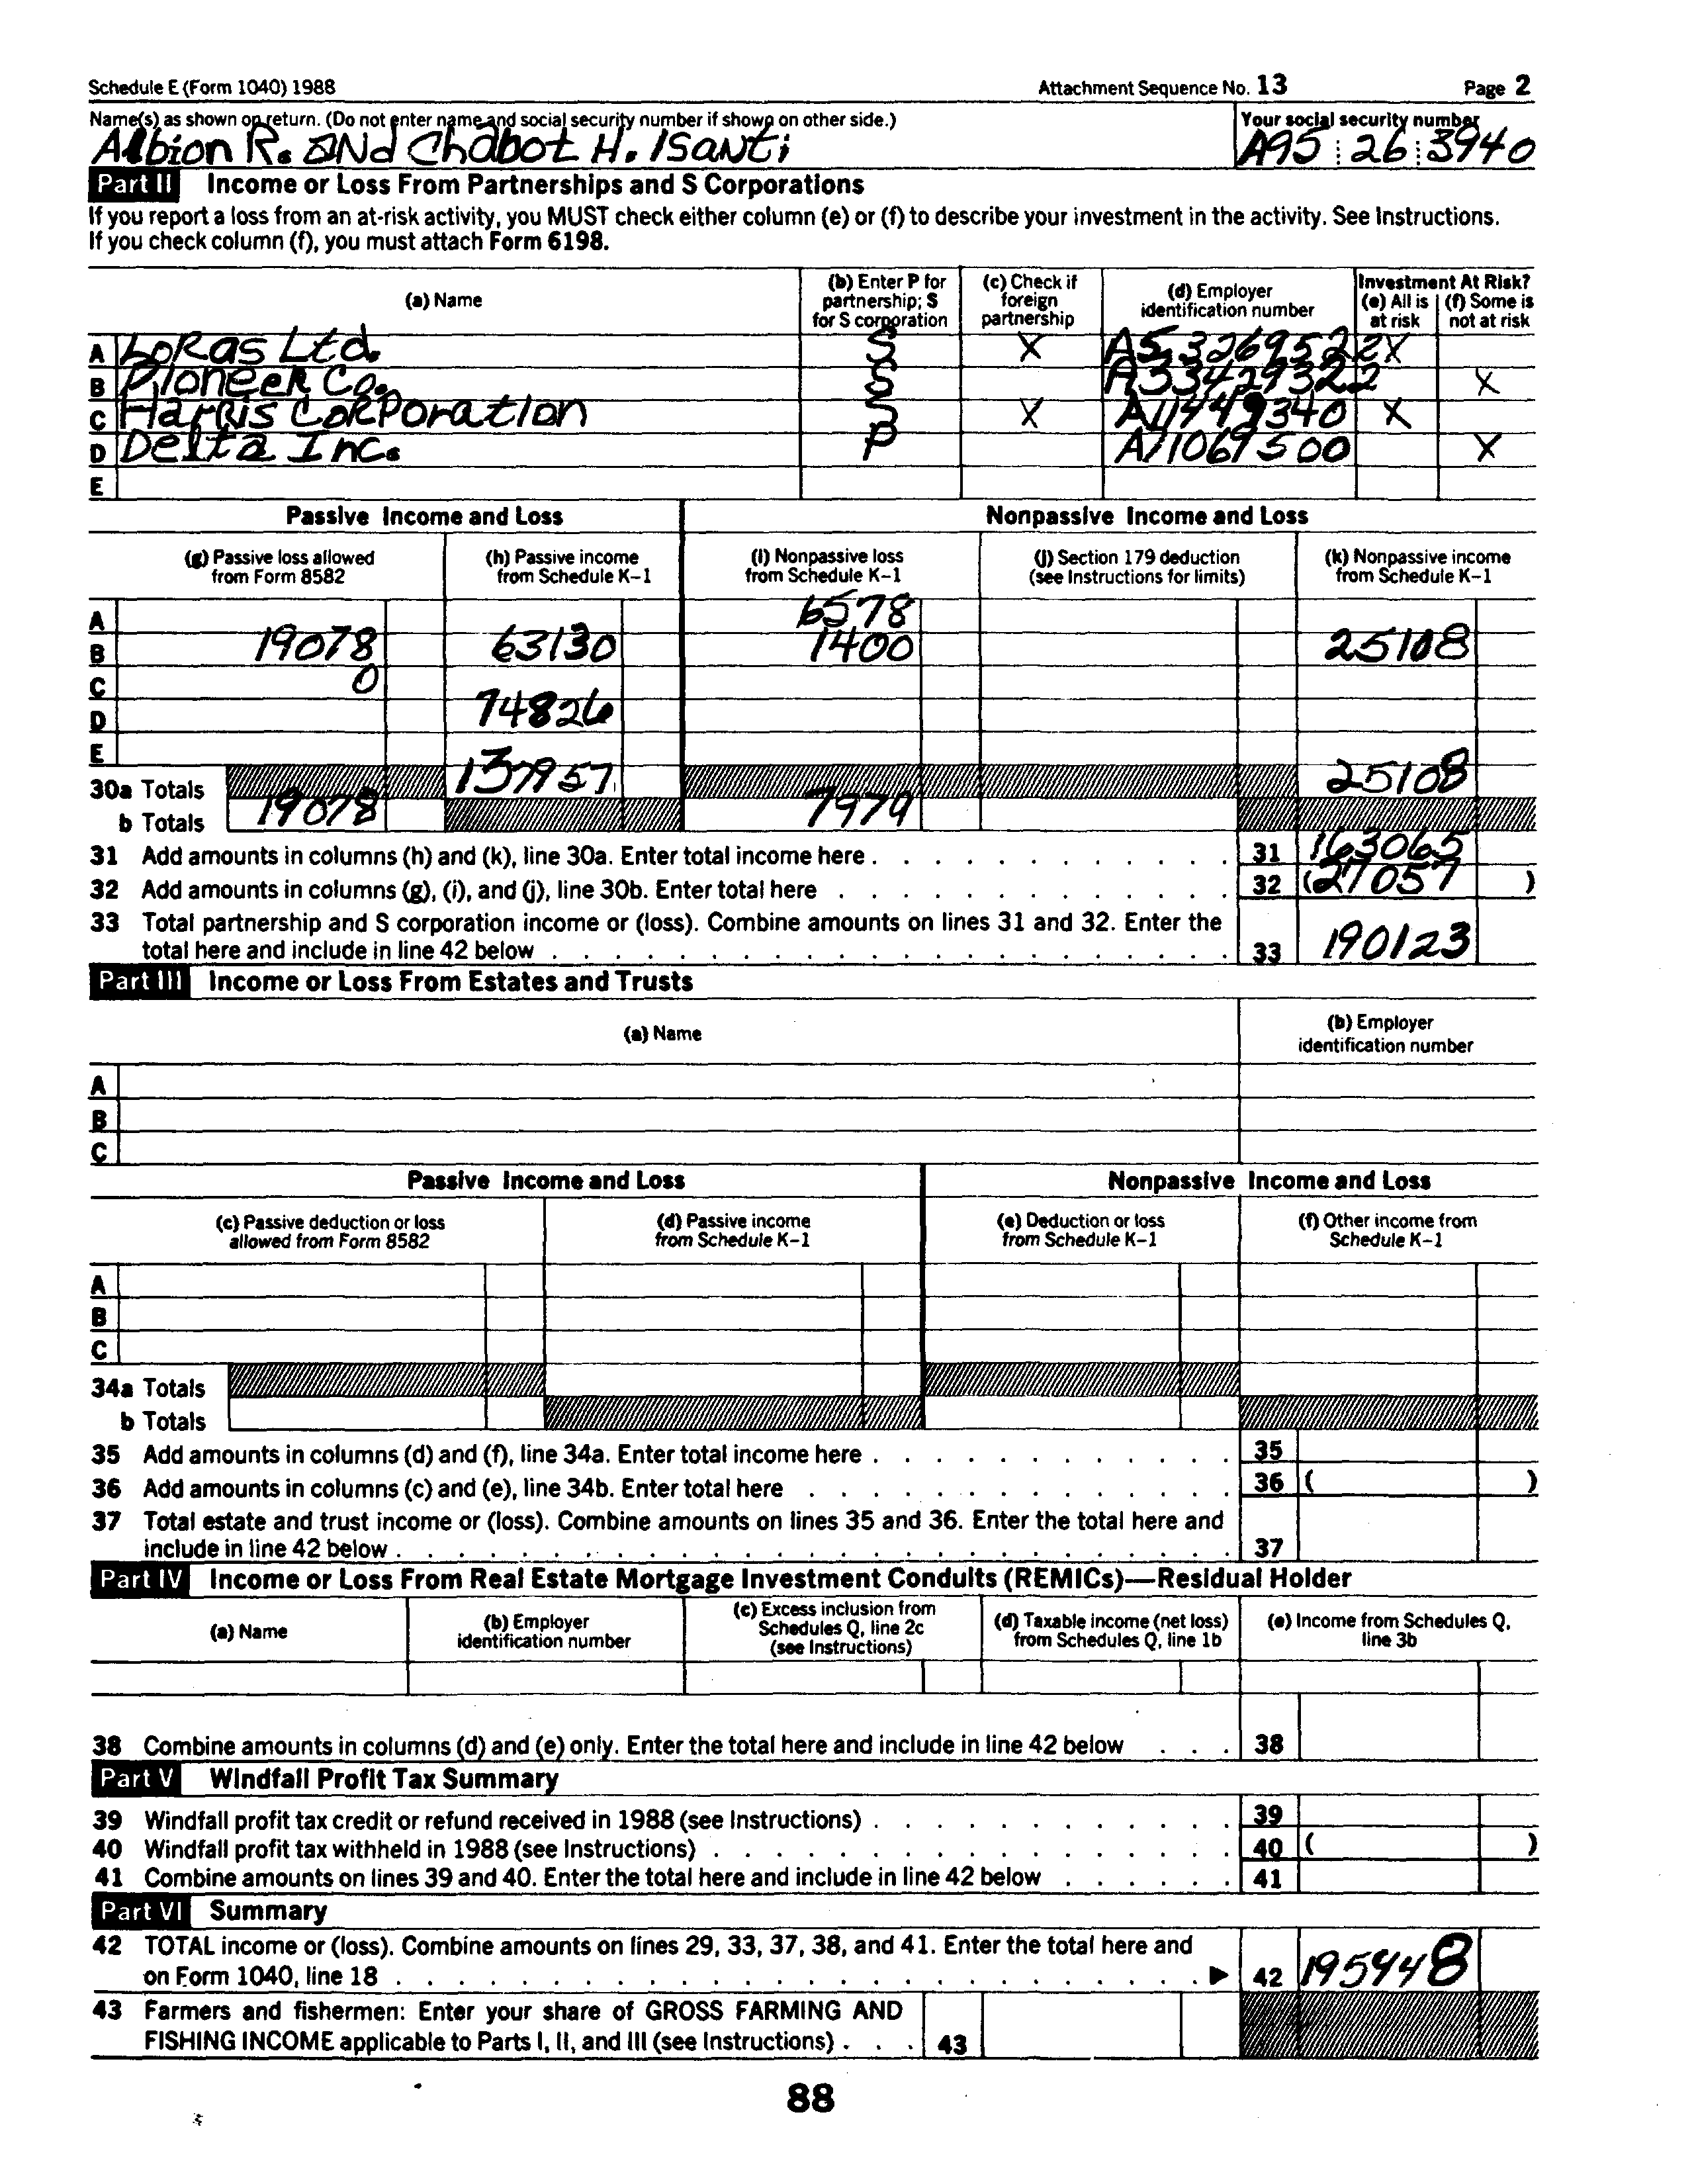 Schedule E (Form 1040) 1988 Attachment Sequence No. 13 Page 2
Name(s) as shown on return. (Do not enter name and social security number if shown on other side.) Your social security number
Albion R. and Chabot H. Isanti A95 26 3940
Part II Income or Loss From Partnerships and S Corporations
If you report a loss from an at-risk activity, you MUST check either column (e) or (f) to describe your investment in the activity. See Instructions.
If you check column (f), you must attach Form 6198.
(a) Name (b) Enter P for partnership; S for S corporation (c) Check if foreign partnership (d) Employer identification number Investment At Risk? (e) All is at risk (f) Some is not at risk
A Loras Ltd. S X A53269522 X
B Pioneer Co. S A33429322 X
C Harris Corporation S X A11449340 X
D Delta Inc. P A11069500 X
E
Passive Income and Loss Nonpassive Income and Loss
(g) Passive loss allowed from Form 8582 (h) Passive income from Schedule K-1 (i) Nonpassive loss from Schedule K-1 (j) Section 179 deduction (see Instructions for limits) (k) Nonpassive income from Schedule K-1
A 6578
B 19078 63130 1400 25108
C 0
D 74826
E
30a Totals 137957 25108
b Totals 19078 7979
31 Add amounts in columns (h) and (k), line 30a. Enter total income here . 31 163065
32 Add amounts in columns (g), (i), and (j), line 30b. Enter total here 32 (27057)
33 Total partnership and S corporation income or (loss). Combine amounts on lines 31 and 32. Enter the
total here and include in line 42 below 33 190123
Part III Income or Loss From Estates and Trusts
(a) Name (b) Employer identification number
A
B
C
Passive Income and Loss Nonpassive Income and Loss
(c) Passive deduction or loss allowed from Form 8582 (d) Passive income from Schedule K-1 (e) Deduction or loss from Schedule K-1 (f) Other income from Schedule K-1
A
B
C
34a Totals
b Totals
35 Add amounts in columns (d) and (f), line 34a. Enter total income here . 35
36 Add amounts in columns (c) and (e), line 34b. Enter total here 36 ( )
37 Total estate and trust income or (loss). Combine amounts on lines 35 and 36. Enter the total here and
include in line 42 below . 37
Part IV Income or Loss From Real Estate Mortgage Investment Conduits (REMICs)—Residual Holder
(a) Name (b) Employer identification number (c) Excess inclusion from Schedules Q, line 2c (see Instructions) (d) Taxable income (net loss) from Schedules Q, line 1b (e) Income from Schedules Q, line 3b
38 Combine amounts in columns (d) and (e) only. Enter the total here and include in line 42 below 38
Part V Windfall Profit Tax Summary
39 Windfall profit tax credit or refund received in 1988 (see Instructions) . 39
40 Windfall profit tax withheld in 1988 (see Instructions) . 40 ( )
41 Combine amounts on lines 39 and 40. Enter the total here and include in line 42 below 41
Part VI Summary
42 TOTAL income or (loss). Combine amounts on lines 29, 33, 37, 38, and 41. Enter the total here and
on Form 1040, line 18 . ▶ 42 195448
43 Farmers and fishermen: Enter your share of GROSS FARMING AND
FISHING INCOME applicable to Parts I, II, and III (see Instructions) . 43
88